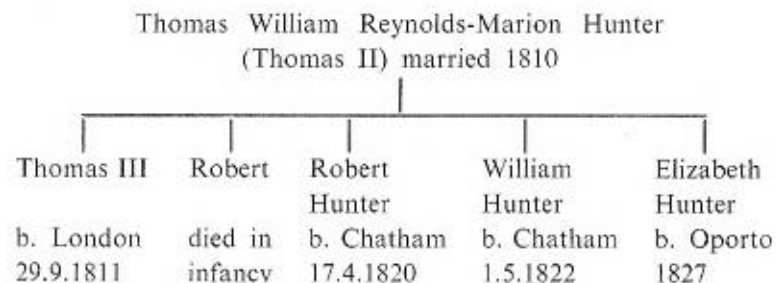 Thomas William Reynolds-Marion Hunter
(Thomas II) married 1810
Thomas III Robert Robert William Elizabeth
Hunter Hunter Hunter
b. London died in b. Chatham b. Chatham b. Oporto
29.9.1811 infancy 17.4.1820 1.5.1822 1827